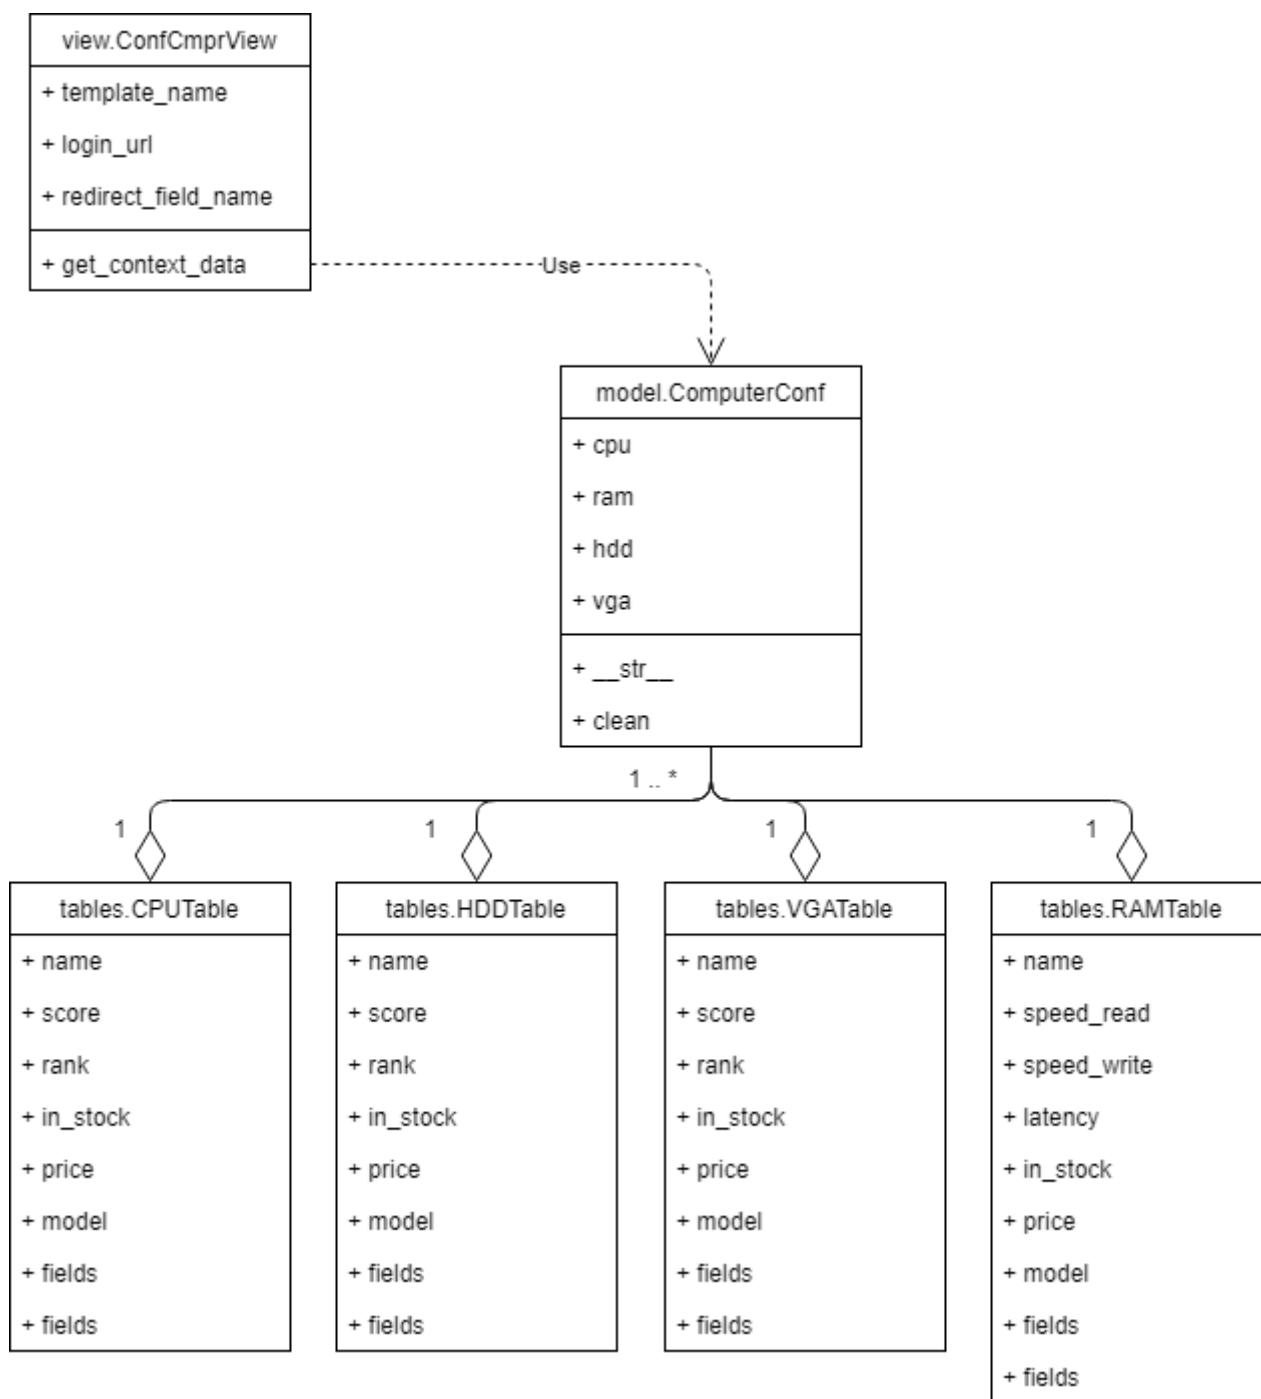 view.ConfCmprView
+ template_name
+ login_url
+ redirect_field_name
+ get_context_data
Use
model.ComputerConf
+ cpu
+ ram
+ hdd
+ vga
+ __str__
+ clean
1 .. *
1
1
1
1
tables.CPUTable
+ name
+ score
+ rank
+ in_stock
+ price
+ model
+ fields
+ fields
tables.HDDTable
+ name
+ score
+ rank
+ in_stock
+ price
+ model
+ fields
+ fields
tables.VGATable
+ name
+ score
+ rank
+ in_stock
+ price
+ model
+ fields
+ fields
tables.RAMTable
+ name
+ speed_read
+ speed_write
+ latency
+ in_stock
+ price
+ model
+ fields
+ fields